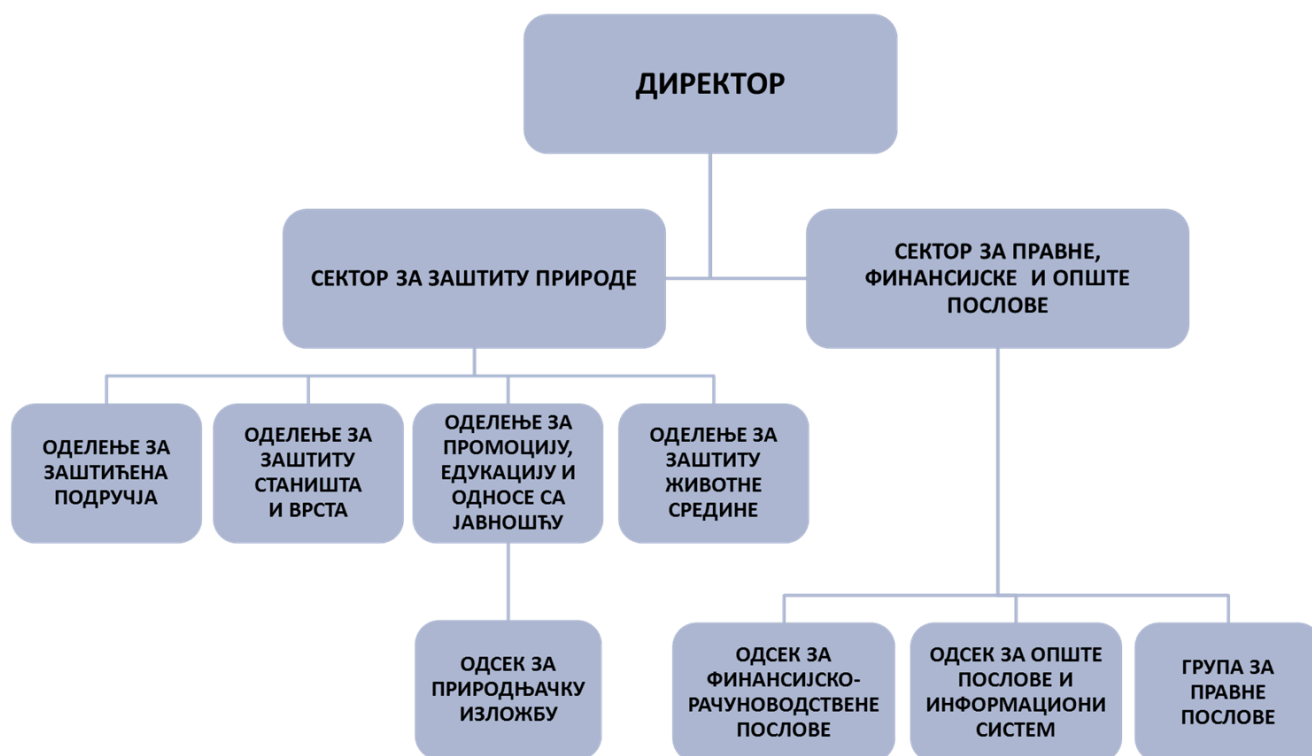 ДИРЕКТОР
СЕКТОР ЗА ЗАШТИТУ ПРИРОДЕ
СЕКТОР ЗА ПРАВНЕ,
ФИНАНСИЈСКЕ И ОПШТЕ
ПОСЛОВЕ
ОДЕЛЕЊЕ ЗА
ЗАШТИЋЕНА
ПОДРУЧЈА
ОДЕЛЕЊЕ ЗА
ЗАШТИТУ
СТАНИШТА
И ВРСТА
ОДЕЛЕЊЕ ЗА
ПРОМОЦИЈУ,
ЕДУКАЦИЈУ И
ОДНОСЕ СА
ЈАВНОШЋУ
ОДЕЛЕЊЕ ЗА
ЗАШТИТУ
ЖИВОТНЕ
СРЕДИНЕ
ОДСЕК ЗА
ПРИРОДЊАЧКУ
ИЗЛОЖБУ
ОДСЕК ЗА
ФИНАНСИЈСКО-
РАЧУНОВОДСТВЕНЕ
ПОСЛОВЕ
ОДСЕК ЗА ОПШТЕ
ПОСЛОВЕ И
ИНФОРМАЦИОНИ
СИСТЕМ
ГРУПА ЗА
ПРАВНЕ
ПОСЛОВЕ